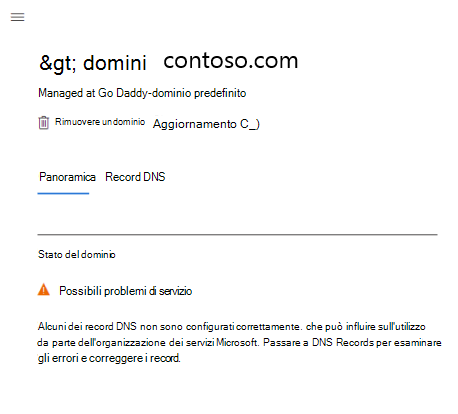 &gt; domini contoso.com
Managed at Go Daddy-dominio predefinito
Rimuovere un dominio Aggiornamento C_)
Panoramica Record DNS
Stato del dominio
Possibili problemi di servizio
Alcuni dei record DNS non sono configurati correttamente. che può influire sull'utilizzo
da parte dell'organizzazione dei servizi Microsoft. Passare a DNS Records per esaminare
gli errori e correggere i record.